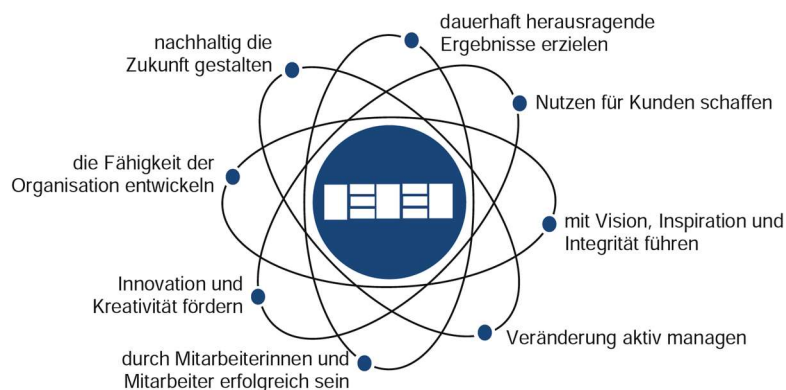 dauerhaft herausragende
Ergebnisse erzielen
Nutzen für Kunden schaffen
mit Vision, Inspiration und
Integrität führen
Veränderung aktiv managen
durch Mitarbeiterinnen und
Mitarbeiter erfolgreich sein
Innovation und
Kreativität fördern
die Fähigkeit der
Organisation entwickeln
nachhaltig die
Zukunft gestalten